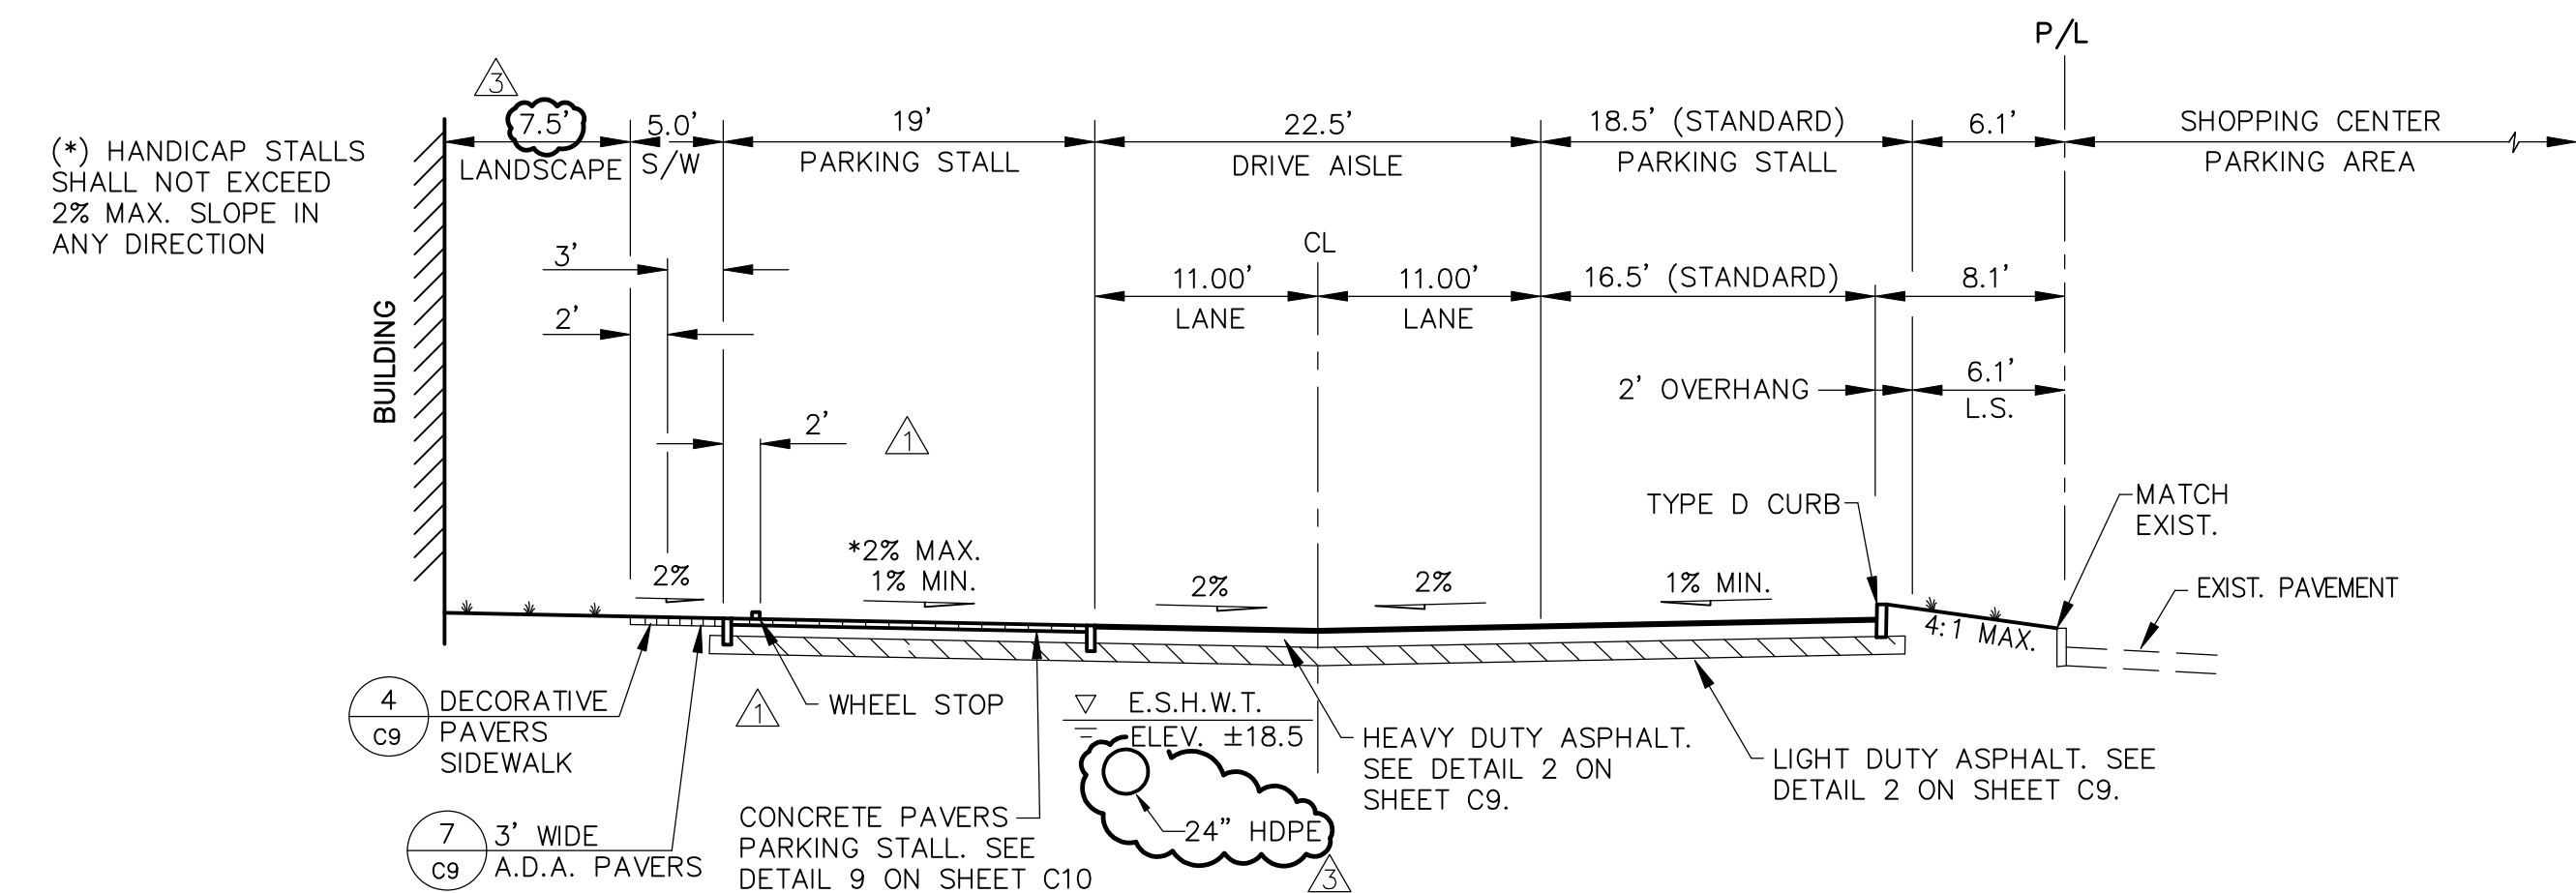 P/L
3
7.5'
LANDSCAPE
5.0'
S/W
19'
PARKING STALL
22.5'
DRIVE AISLE
18.5' (STANDARD)
PARKING STALL
6.1'
SHOPPING CENTER
PARKING AREA
(*) HANDICAP STALLS
SHALL NOT EXCEED
2% MAX. SLOPE IN
ANY DIRECTION
BUILDING
3'
2'
CL
11.00'
LANE
11.00'
LANE
16.5' (STANDARD)
8.1'
2' OVERHANG
6.1'
L.S.
2'
1
TYPE D CURB
MATCH
EXIST.
2%
*2% MAX.
1% MIN.
2%
2%
1% MIN.
EXIST. PAVEMENT
4:1 MAX.
4
C9
DECORATIVE
PAVERS
SIDEWALK
1
WHEEL STOP
E.S.H.W.T.
ELEV. ±18.5
HEAVY DUTY ASPHALT.
SEE DETAIL 2 ON
SHEET C9.
LIGHT DUTY ASPHALT. SEE
DETAIL 2 ON SHEET C9.
7
C9
3' WIDE
A.D.A. PAVERS
CONCRETE PAVERS
PARKING STALL. SEE
DETAIL 9 ON SHEET C10
24" HDPE
3